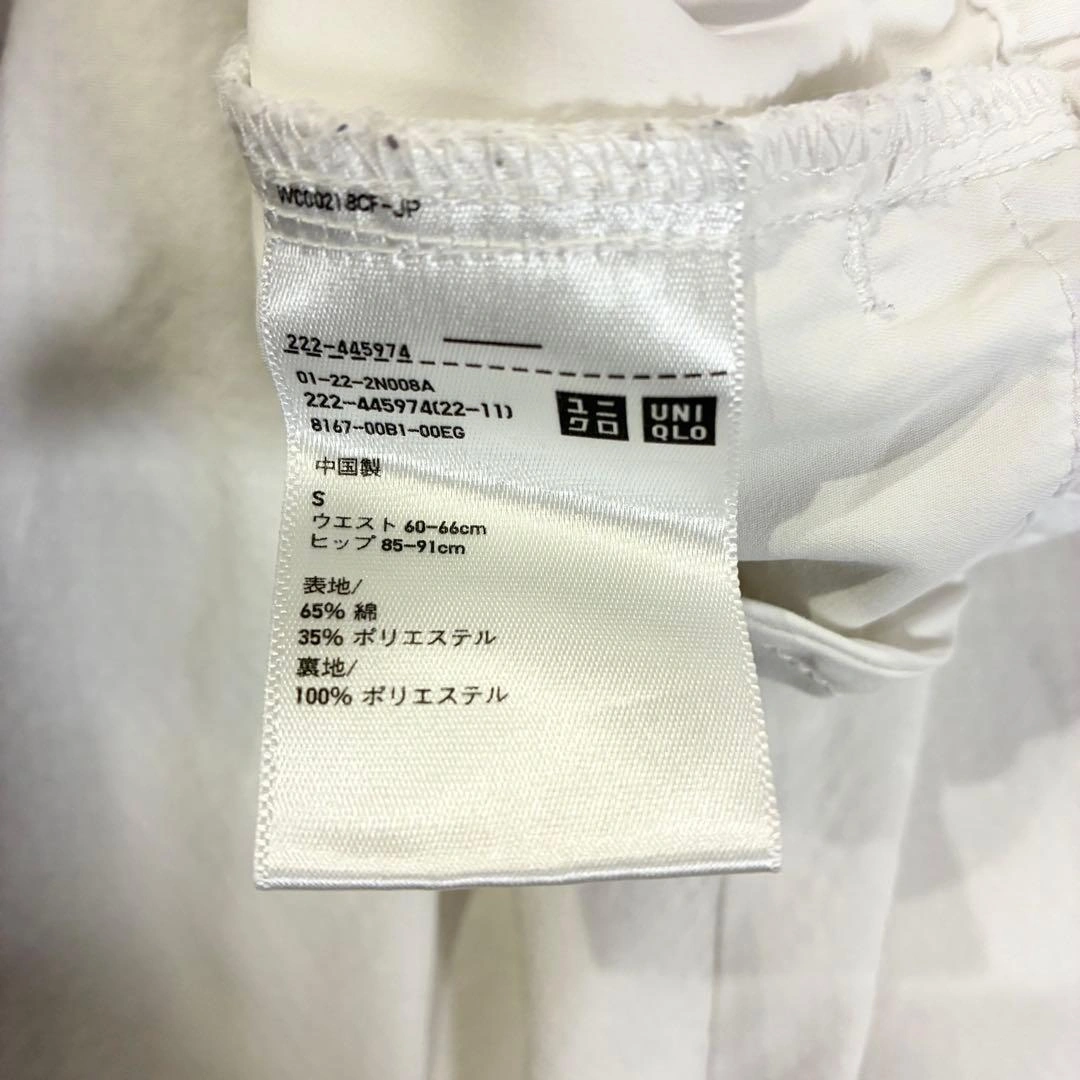 WC00218CF-JP
222-445974
01-22-2N008A
222-445974(22-11)
8167-00B1-00EG
ユニクロ
UNIQLO
中国製
S
ウエスト 60-66cm
ヒップ 85-91cm
表地/
65% 綿
35% ポリエステル
裏地/
100% ポリエステル